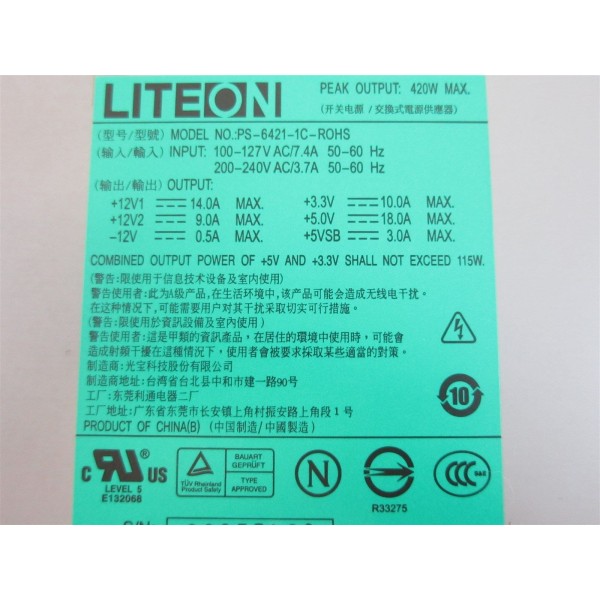 LITEON
PEAK OUTPUT: 420W MAX.
(开关电源 / 交換式電源供應器)
(型号/型號) MODEL NO.:PS-6421-1C-ROHS
(输入/輸入) INPUT: 100-127V AC/7.4A 50-60 Hz
200-240V AC/3.7A 50-60 Hz
(输出/輸出) OUTPUT:
+12V1 14.0A MAX. +3.3V 10.0A MAX.
+12V2 9.0A MAX. +5.0V 18.0A MAX.
-12V 0.5A MAX. +5VSB 3.0A MAX.
COMBINED OUTPUT POWER OF +5V AND +3.3V SHALL NOT EXCEED 115W.
(警告:限使用于信息技术设备及室内使用)
警告使用者:此为A级产品,在生活环境中,该产品可能会造成无线电干扰。
在这种情况下,可能需要用户对其干扰采取切实可行措施。
(警告:限使用於資訊設備及室內使用)
警告使用者:這是甲類的資訊產品, 在居住的環境中使用時, 可能會
造成射頻干擾在這種情況下, 使用者會被要求採取某些適當的對策。
制造商: 光宝科技股份有限公司
制造商地址: 台湾省台北县中和市建一路90号
工厂: 东莞利通电器二厂
工厂地址: 广东省东莞市长安镇上角村振安路上角段1号
PRODUCT OF CHINA(B) (中国制造/中國製造)
10
c RU US
LEVEL 5
E132068
TÜV Rheinland
Product Safety
BAUART
GEPRÜFT
TYPE
APPROVED
N
R33275
CCC
S&E
S/N